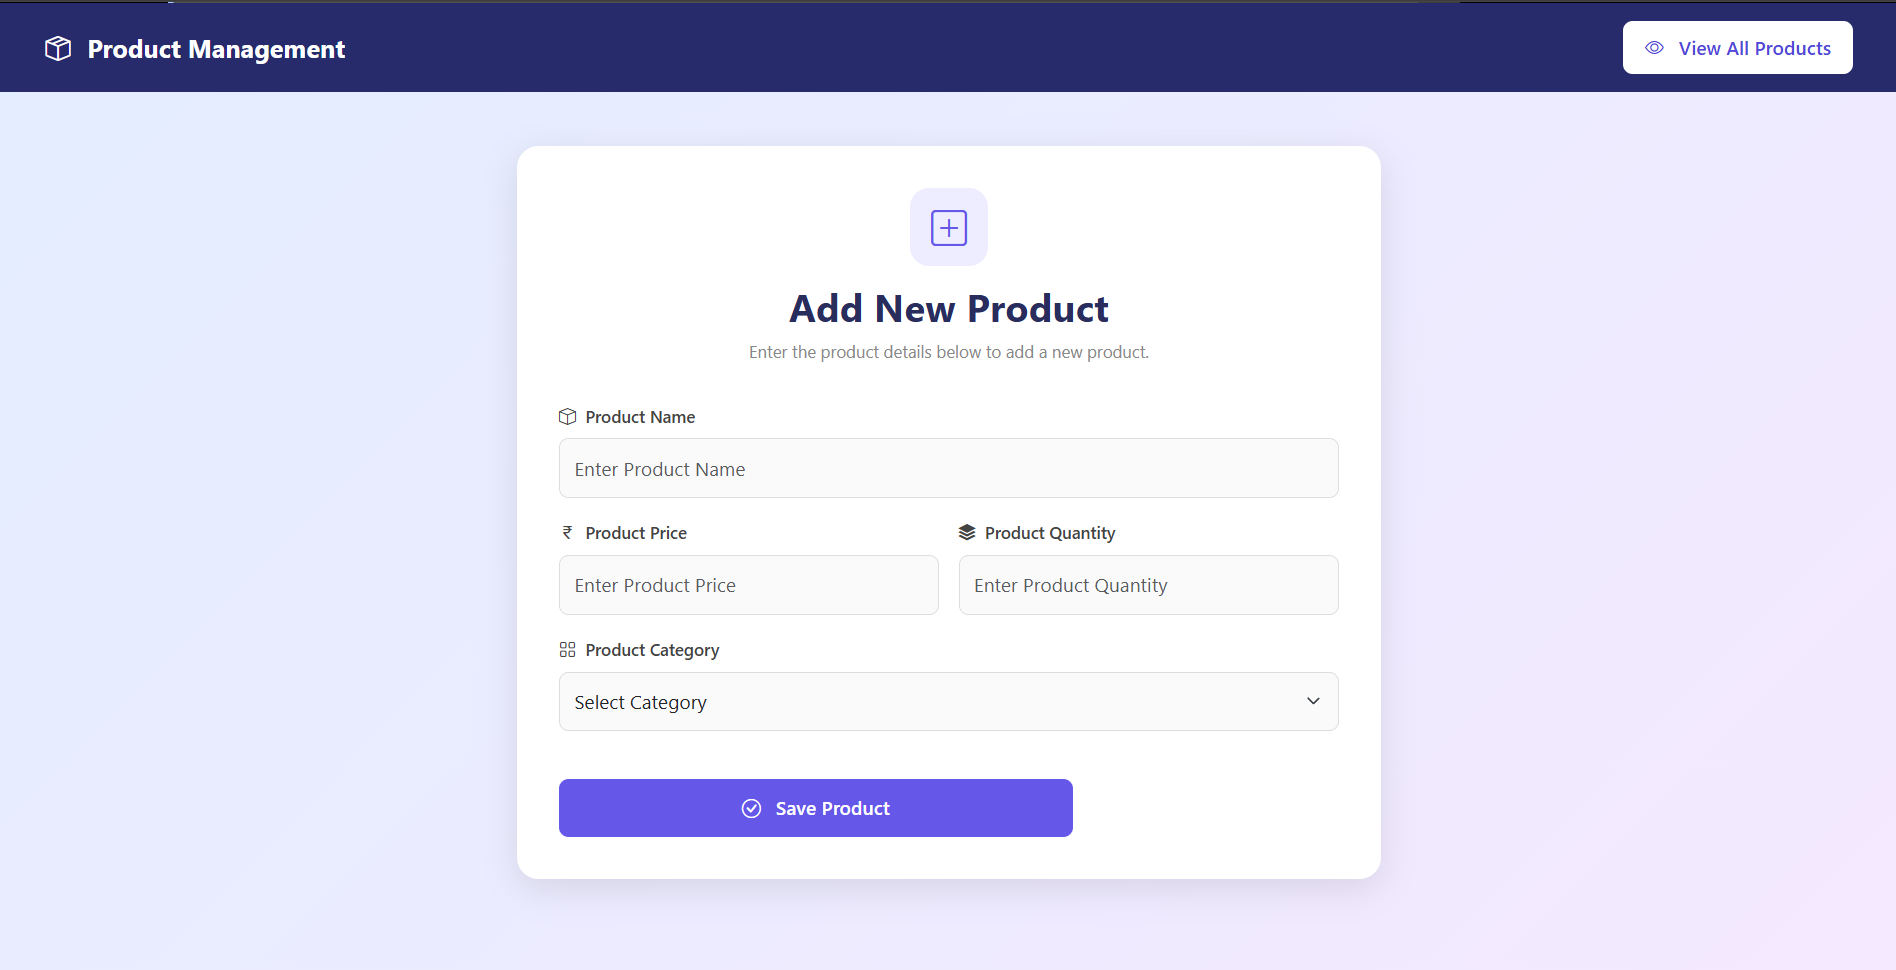 Product Management
View All Products
Add New Product
Enter the product details below to add a new product.
Product Name
Enter Product Name
₹ Product Price
Product Quantity
Enter Product Price
Enter Product Quantity
Product Category
Select Category
Save Product